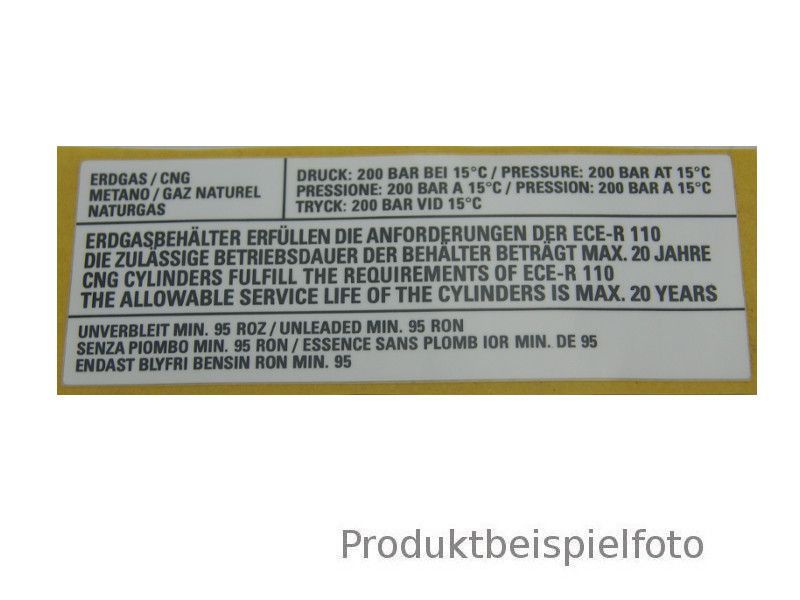 ERDGAS / CNG
METANO / GAZ NATUREL
NATURGAS
DRUCK: 200 BAR BEI 15°C / PRESSURE: 200 BAR AT 15°C
PRESSIONE: 200 BAR A 15°C / PRESSION: 200 BAR A 15°C
TRYCK: 200 BAR VID 15°C
ERDGASBEHÄLTER ERFÜLLEN DIE ANFORDERUNGEN DER ECE-R 110
DIE ZULÄSSIGE BETRIEBSDAUER DER BEHÄLTER BETRÄGT MAX. 20 JAHRE
CNG CYLINDERS FULFILL THE REQUIREMENTS OF ECE-R 110
THE ALLOWABLE SERVICE LIFE OF THE CYLINDERS IS MAX. 20 YEARS
UNVERBLEIT MIN. 95 ROZ / UNLEADED MIN. 95 RON
SENZA PIOMBO MIN. 95 RON / ESSENCE SANS PLOMB IOR MIN. DE 95
ENDAST BLYFRI BENSIN RON MIN. 95
Produktbeispielfoto